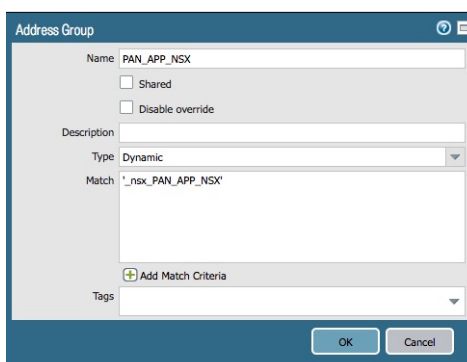 Address Group
Name PAN_APP_NSX
Shared
Disable override
Description
Type Dynamic
Match '_nsx_PAN_APP_NSX'
Add Match Criteria
Tags
OK Cancel